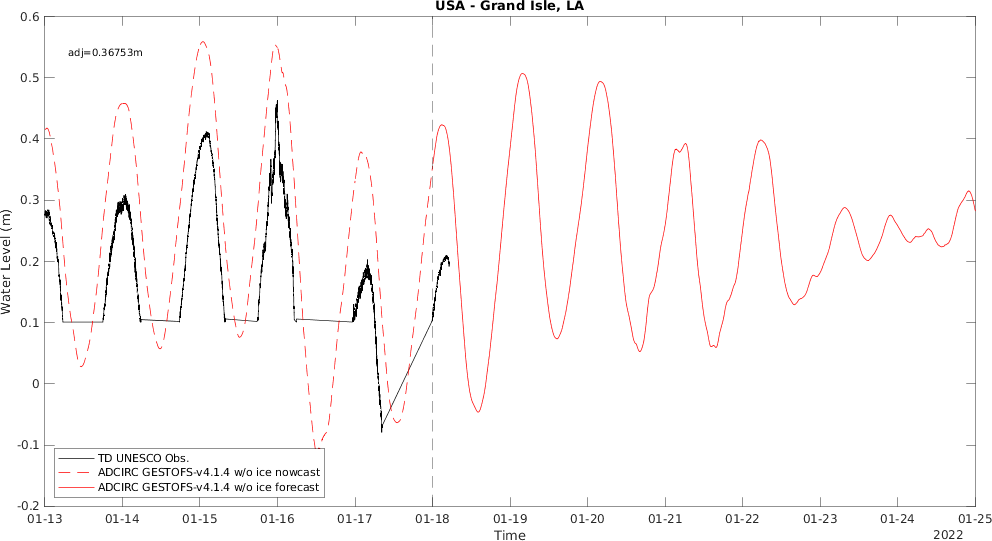 USA - Grand Isle, LA
adj=0.36753m
0.6
0.5
0.4
0.3
0.2
0.1
0
-0.1
-0.2
Water Level (m)
TD UNESCO Obs.
ADCIRC GESTOFS-v4.1.4 w/o ice nowcast
ADCIRC GESTOFS-v4.1.4 w/o ice forecast
01-13 01-14 01-15 01-16 01-17 01-18 01-19 01-20 01-21 01-22 01-23 01-24 01-25
Time
2022